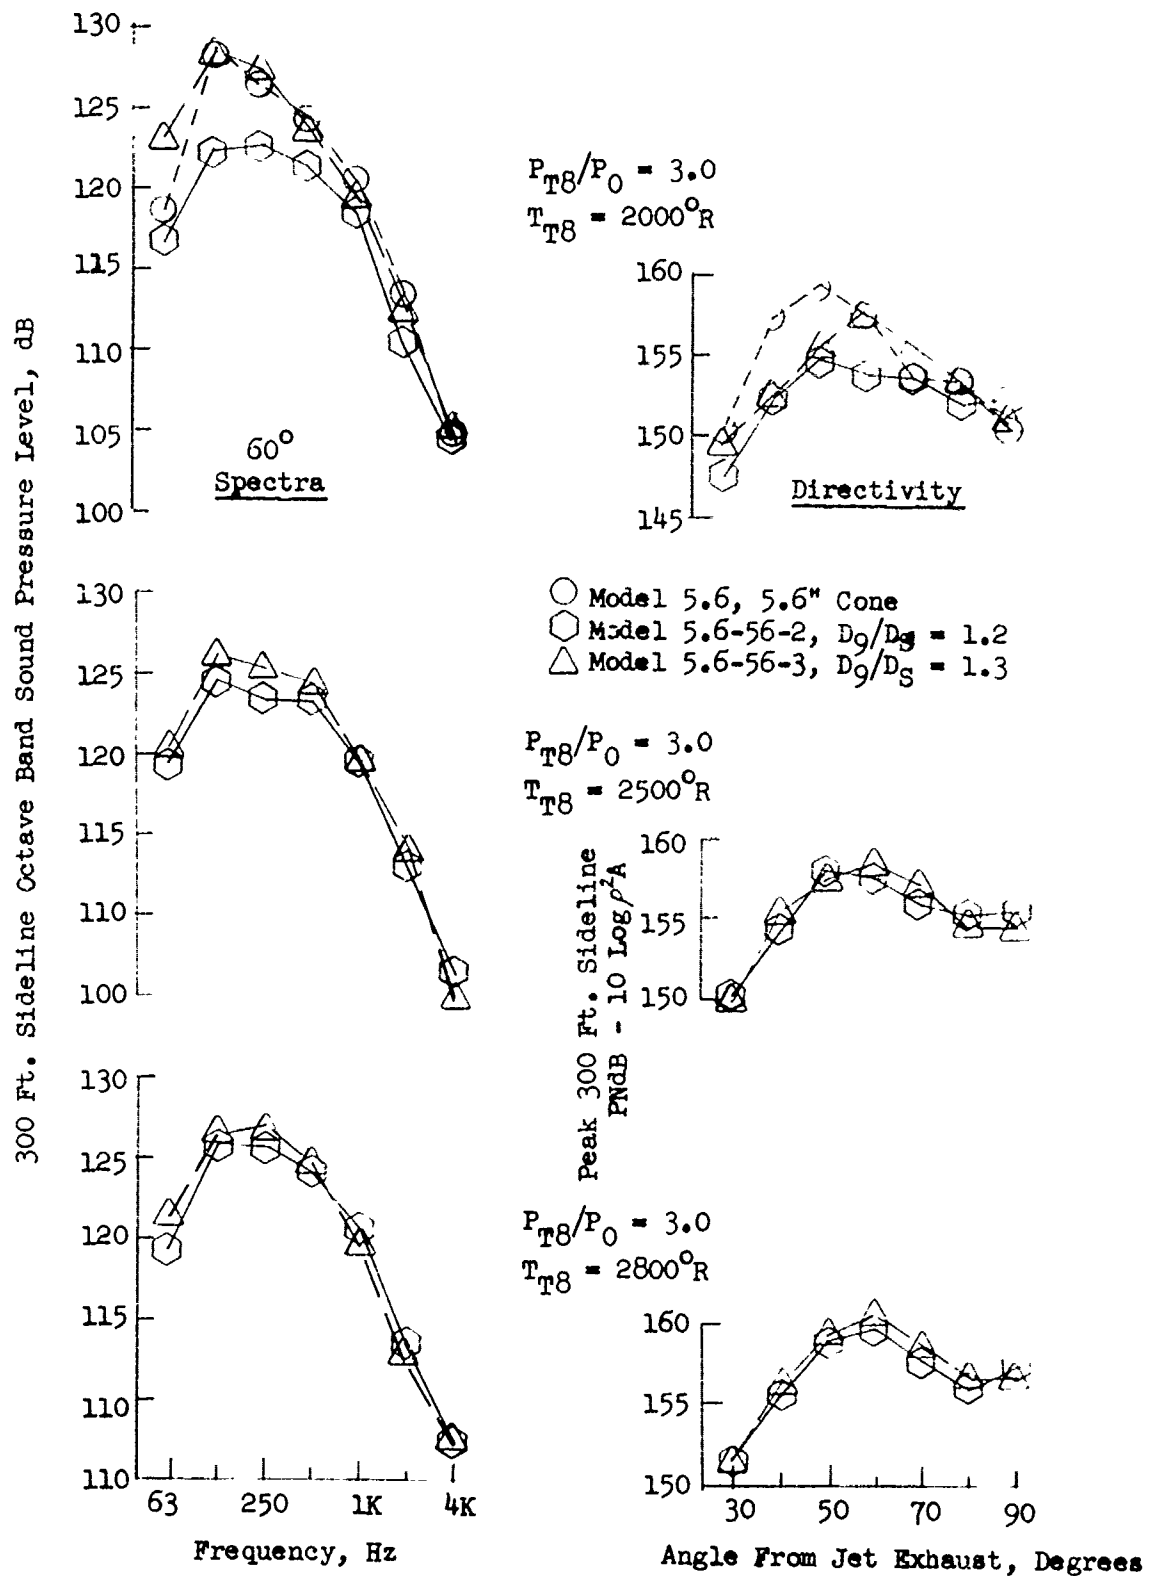 130
125
120
115
110
105
100
60°
Spectra
P_T8/P_0 = 3.0
T_T8 = 2000°R
160
155
150
145
Directivity
○ Model 5.6, 5.6" Cone
⬡ Model 5.6-56-2, D9/DS = 1.2
△ Model 5.6-56-3, D9/DS = 1.3
130
125
120
115
110
100
P_T8/P_0 = 3.0
T_T8 = 2500°R
160
155
150
300 Ft. Sideline Octave Band Sound Pressure Level, dB
Peak 300 Ft. Sideline
PNdB - 10 Log ρ²A
130
125
120
115
110
110
63 250 1K 4K
Frequency, Hz
P_T8/P_0 = 3.0
T_T8 = 2800°R
160
155
150
30 50 70 90
Angle From Jet Exhaust, Degrees